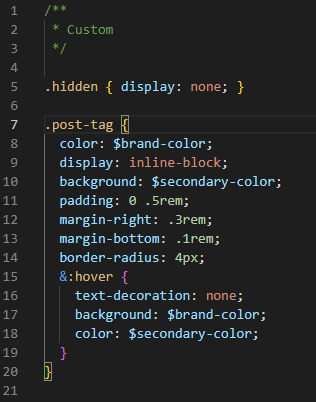 1 /**
2  * Custom
3  */
4
5 .hidden { display: none; }
6
7 .post-tag {
8   color: $brand-color;
9   display: inline-block;
10   background: $secondary-color;
11   padding: 0 .5rem;
12   margin-right: .3rem;
13   margin-bottom: .1rem;
14   border-radius: 4px;
15   &:hover {
16     text-decoration: none;
17     background: $brand-color;
18     color: $secondary-color;
19   }
20 }
21